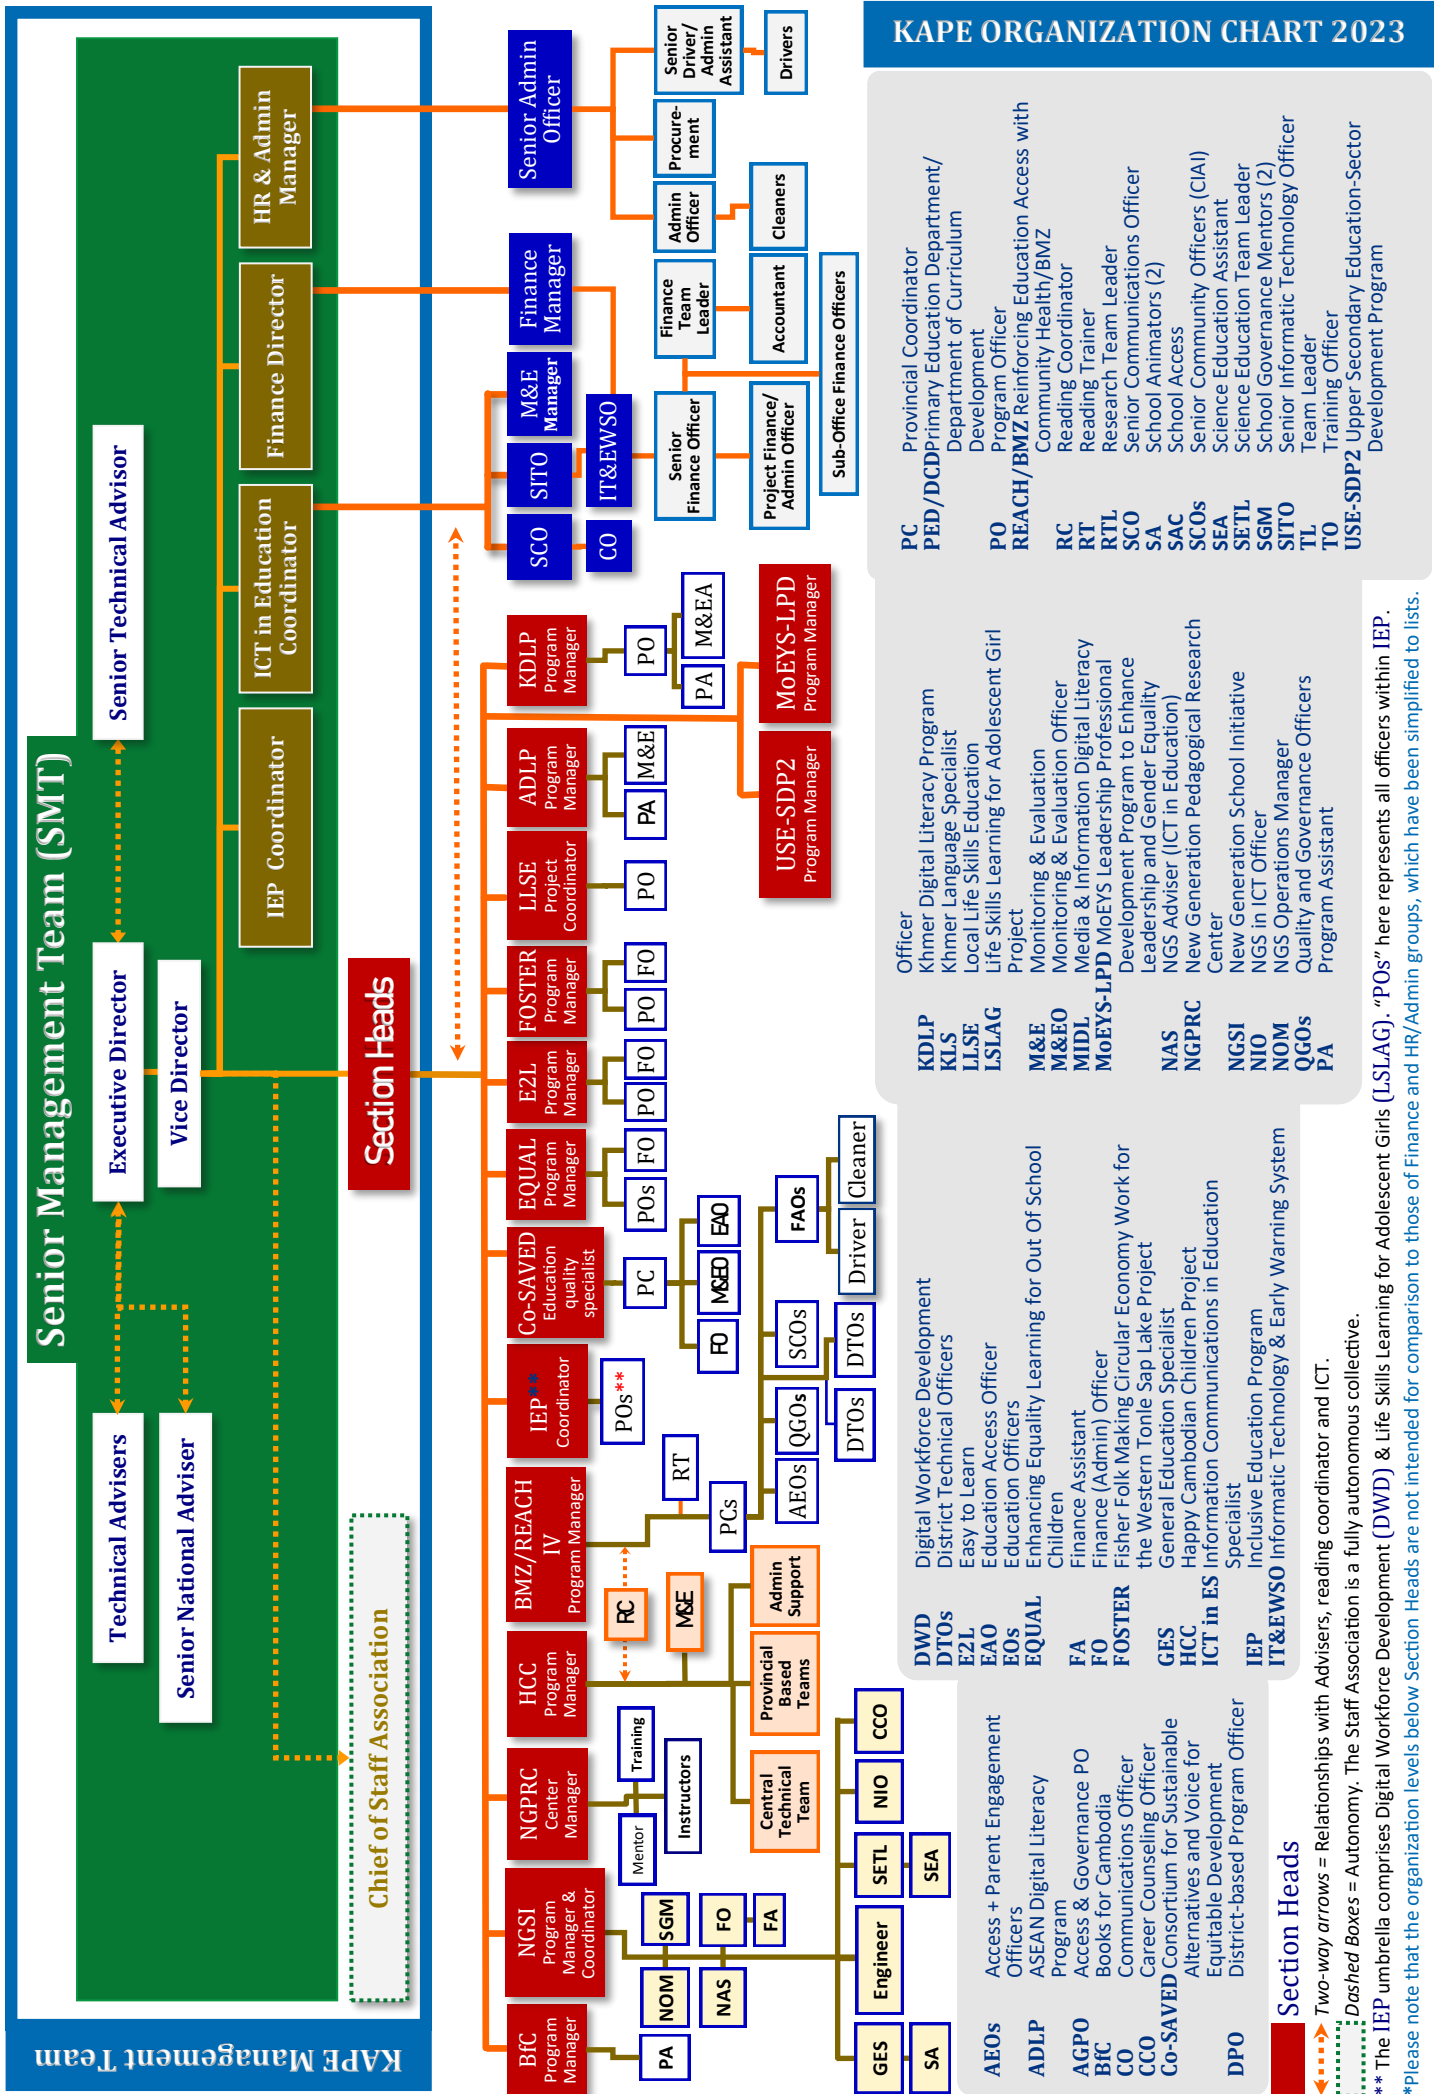 KAPE ORGANIZATION CHART 2023
KAPE Management Team
Senior Management Team (SMT)
Technical Advisers
Senior National Adviser
Executive Director
Vice Director
Senior Technical Advisor
IEP Coordinator
ICT in Education
Coordinator
Finance Director
HR & Admin
Manager
Chief of Staff Association
Section Heads
BfC
Program
Manager
PA
NGSI
Program
Manager &
Coordinator
NOM
SGM
NAS
FO
FA
GES
SA
Engineer
SETL
SEA
NIO
CCO
NGPRC
Center
Manager
Mentor
Training
Instructors
HCC
Program
Manager
RC
M&E
Central
Technical
Team
Provincial
Based
Teams
Admin
Support
BMZ/REACH
IV
Program Manager
RT
PCs
AEOs
QGOs
SCOs
FAOs
DTOs
DTOs
Driver
Cleaner
IEP**
Coordinator
POs**
Co-SAVED
Education
quality
specialist
PC
FO
M&EO
EAO
EQUAL
Program
Manager
POs
FO
E2L
Program
Manager
PO
FO
FOSTER
Program
Manager
PO
FO
LLSE
Project
Coordinator
PO
ADLP
Program
Manager
PA
M&E
KDLP
Program
Manager
PO
PA
M&EA
USE-SDP2
Program Manager
MoEYS-LPD
Program Manager
SCO
CO
SITO
IT&EWSO
M&E
Manager
Finance
Manager
Senior
Finance Officer
Finance
Team
Leader
Project Finance/
Admin Officer
Accountant
Sub-Office Finance Officers
Senior Admin
Officer
Admin
Officer
Procure-
ment
Senior
Driver/
Admin
Assistant
Cleaners
Drivers
AEOs Access + Parent Engagement
Officers
ADLP ASEAN Digital Literacy
Program
AGPO Access & Governance PO
BfC Books for Cambodia
CO Communications Officer
CCO Career Counseling Officer
Co-SAVED Consortium for Sustainable
Alternatives and Voice for
Equitable Development
DPO District-based Program Officer
DWD Digital Workforce Development
DTOs District Technical Officers
E2L Easy to Learn
EAO Education Access Officer
EOs Education Officers
EQUAL Enhancing Equality Learning for Out Of School
Children
FA Finance Assistant
FO Finance (Admin) Officer
FOSTER Fisher Folk Making Circular Economy Work for
the Western Tonle Sap Lake Project
GES General Education Specialist
HCC Happy Cambodian Children Project
ICT in ES Information Communications in Education
Specialist
IEP Inclusive Education Program
IT&EWSO Informatic Technology & Early Warning System
Officer
KDLP Khmer Digital Literacy Program
KLS Khmer Language Specialist
LLSE Local Life Skills Education
LSLAG Life Skills Learning for Adolescent Girl
Project
M&E Monitoring & Evaluation
M&EO Monitoring & Evaluation Officer
MIDL Media & Information Digital Literacy
MoEYS-LPD MoEYS Leadership Professional
Development Program to Enhance
Leadership and Gender Equality
NAS NGS Adviser (ICT in Education)
NGPRC New Generation Pedagogical Research
Center
NGSI New Generation School Initiative
NIO NGS in ICT Officer
NOM NGS Operations Manager
QGOs Quality and Governance Officers
PA Program Assistant
PC Provincial Coordinator
PED/DCD Primary Education Department/
Department of Curriculum
Development
PO Program Officer
REACH/BMZ Reinforcing Education Access with
Community Health/BMZ
RC Reading Coordinator
RT Reading Trainer
RTL Research Team Leader
SCO Senior Communications Officer
SA School Animators (2)
SAC School Access
SCOs Senior Community Officers (CIAI)
SEA Science Education Assistant
SETL Science Education Team Leader
SGM School Governance Mentors (2)
SITO Senior Informatic Technology Officer
TL Team Leader
TO Training Officer
USE-SDP2 Upper Secondary Education-Sector
Development Program
Section Heads
Two-way arrows = Relationships with Advisers, reading coordinator and ICT.
Dashed Boxes = Autonomy. The Staff Association is a fully autonomous collective.
** The IEP umbrella comprises Digital Workforce Development (DWD) & Life Skills Learning for Adolescent Girls (LSLAG). "POs" here represents all officers within IEP.
*Please note that the organization levels below Section Heads are not intended for comparison to those of Finance and HR/Admin groups, which have been simplified to lists.